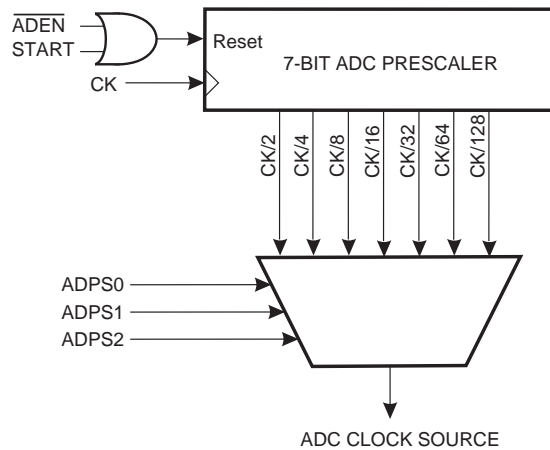 ADEN
START
Reset
7-BIT ADC PRESCALER
CK
CK/2
CK/4
CK/8
CK/16
CK/32
CK/64
CK/128
ADPS0
ADPS1
ADPS2
ADC CLOCK SOURCE